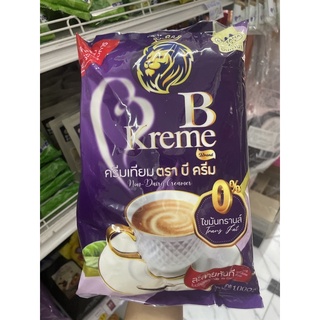 B
Kreme
Brand
ครีมเทียม ตรา บี ครีม
Non-Dairy Creamer
0%
ไขมันทรานส์
Trans Fat